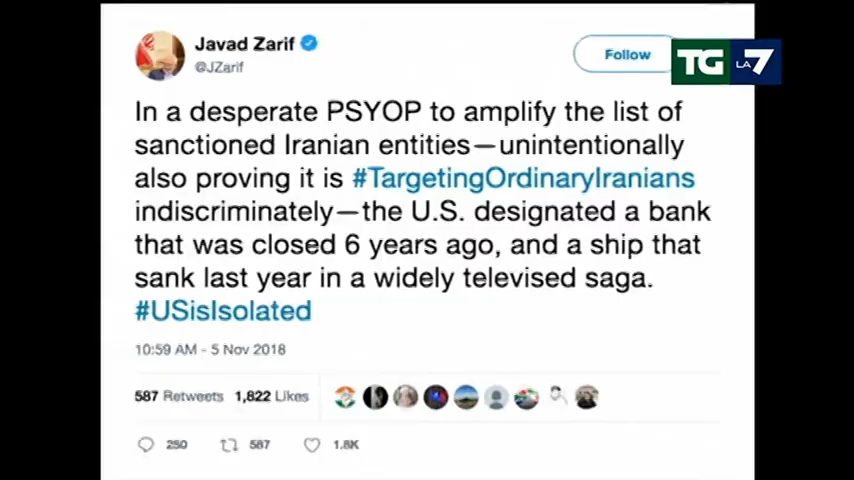 Javad Zarif
@JZarif
Follow
TG LA 7
In a desperate PSYOP to amplify the list of
sanctioned Iranian entities—unintentionally
also proving it is #TargetingOrdinaryIranians
indiscriminately—the U.S. designated a bank
that was closed 6 years ago, and a ship that
sank last year in a widely televised saga.
#USisIsolated
10:59 AM - 5 Nov 2018
587 Retweets 1,822 Likes
250 587 1.8K